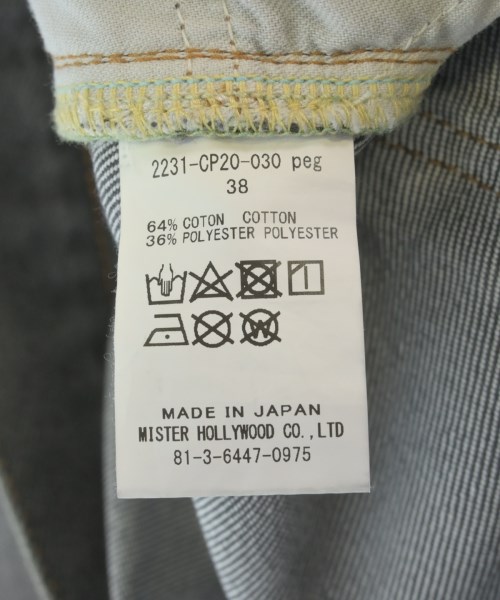 2231-CP20-030 peg
38
64% COTON COTTON
36% POLYESTER POLYESTER
W
MADE IN JAPAN
MISTER HOLLYWOOD CO.,LTD
81-3-6447-0975